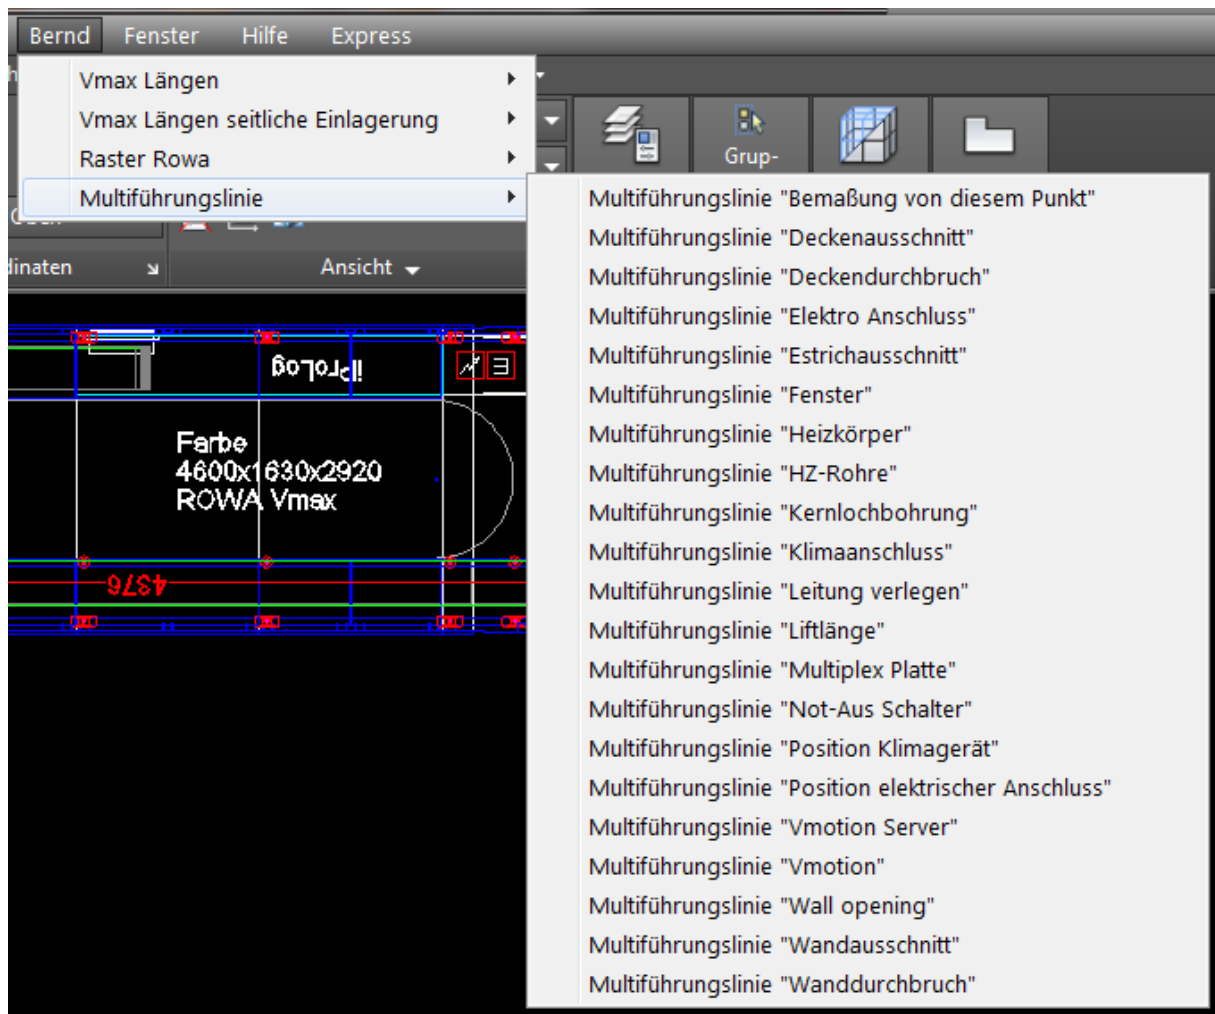 Bernd Fenster Hilfe Express
Vmax Längen
Vmax Längen seitliche Einlagerung
Raster Rowa
Multiführungslinie
Grup-
dinaten Ansicht
Multiführungslinie "Bemaßung von diesem Punkt"
Multiführungslinie "Deckenausschnitt"
Multiführungslinie "Deckendurchbruch"
Multiführungslinie "Elektro Anschluss"
Multiführungslinie "Estrichausschnitt"
Multiführungslinie "Fenster"
Multiführungslinie "Heizkörper"
Multiführungslinie "HZ-Rohre"
Multiführungslinie "Kernlochbohrung"
Multiführungslinie "Klimaanschluss"
Multiführungslinie "Leitung verlegen"
Multiführungslinie "Liftlänge"
Multiführungslinie "Multiplex Platte"
Multiführungslinie "Not-Aus Schalter"
Multiführungslinie "Position Klimagerät"
Multiführungslinie "Position elektrischer Anschluss"
Multiführungslinie "Vmotion Server"
Multiführungslinie "Vmotion"
Multiführungslinie "Wall opening"
Multiführungslinie "Wandausschnitt"
Multiführungslinie "Wanddurchbruch"
iProLog
E
Farbe
4600x1630x2920
ROWA Vmax
4376